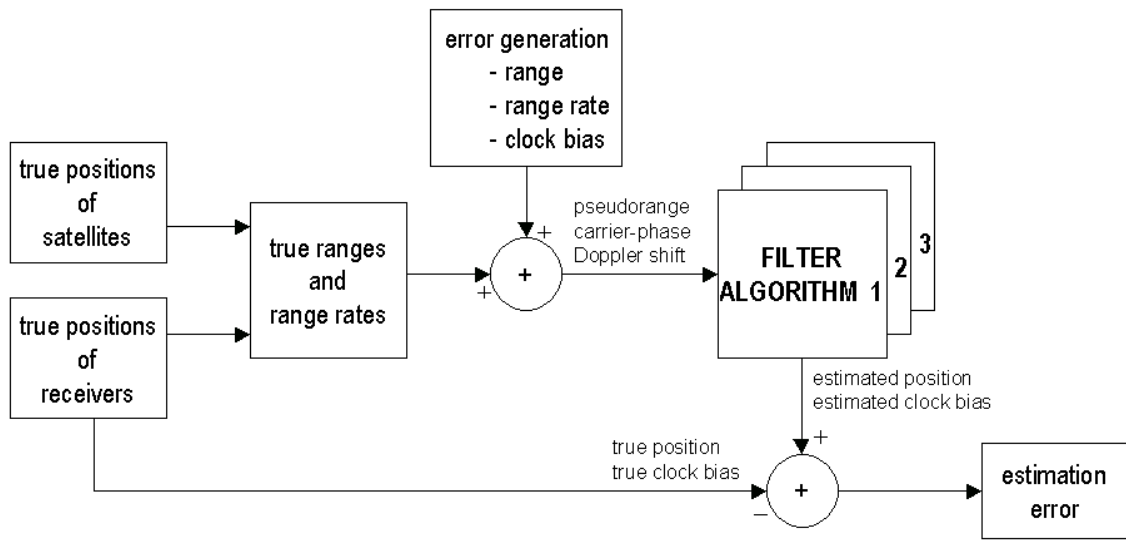 error generation
- range
- range rate
- clock bias
true positions
of
satellites
true ranges
and
range rates
true positions
of
receivers
+
+
+
pseudorange
carrier-phase
Doppler shift
FILTER
ALGORITHM 1
2
3
estimated position
estimated clock bias
true position
true clock bias
+
+
−
estimation
error